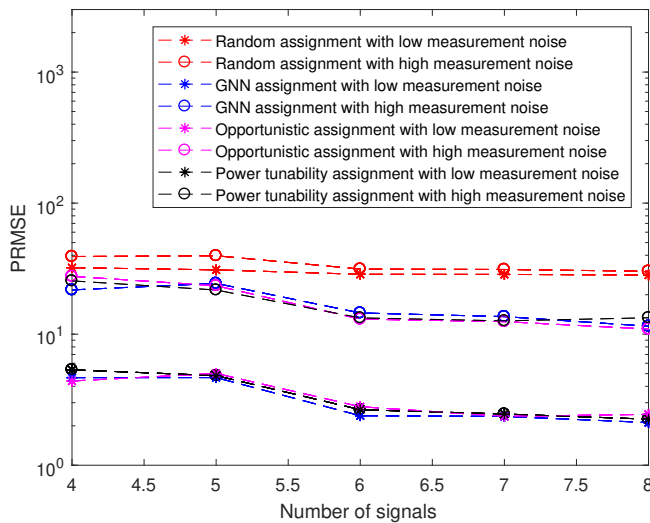 Random assignment with low measurement noise
Random assignment with high measurement noise
GNN assignment with low measurement noise
GNN assignment with high measurement noise
Opportunistic assignment with low measurement noise
Opportunistic assignment with high measurement noise
Power tunability assignment with low measurement noise
Power tunability assignment with high measurement noise
PRMSE
10³
10²
10¹
10⁰
4 4.5 5 5.5 6 6.5 7 7.5 8
Number of signals